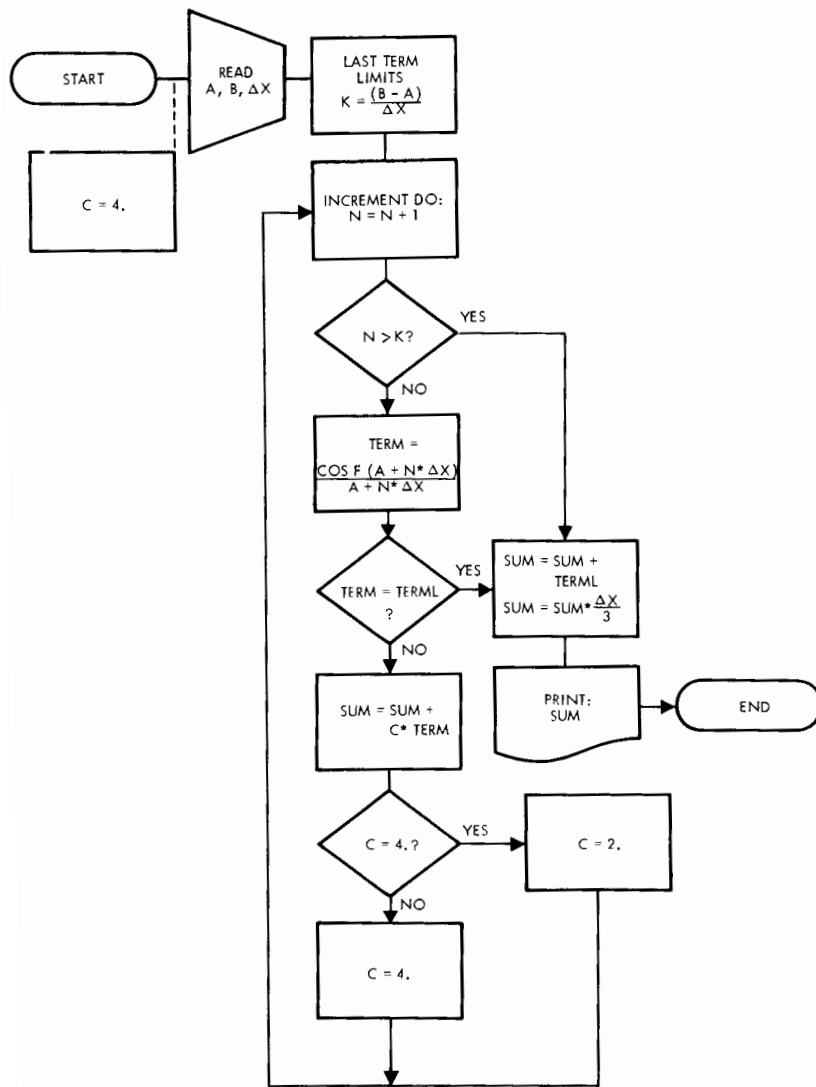 START
READ
A, B, ΔX
LAST TERM
LIMITS
K = (B - A)
ΔX
C = 4.
INCREMENT DO:
N = N + 1
N > K?
YES
NO
TERM =
COS F (A + N* ΔX)
A + N* ΔX
TERM = TERML
?
YES
NO
SUM = SUM +
TERML
SUM = SUM* ΔX
3
SUM = SUM +
C* TERM
PRINT:
SUM
END
C = 4.?
YES
C = 2.
NO
C = 4.